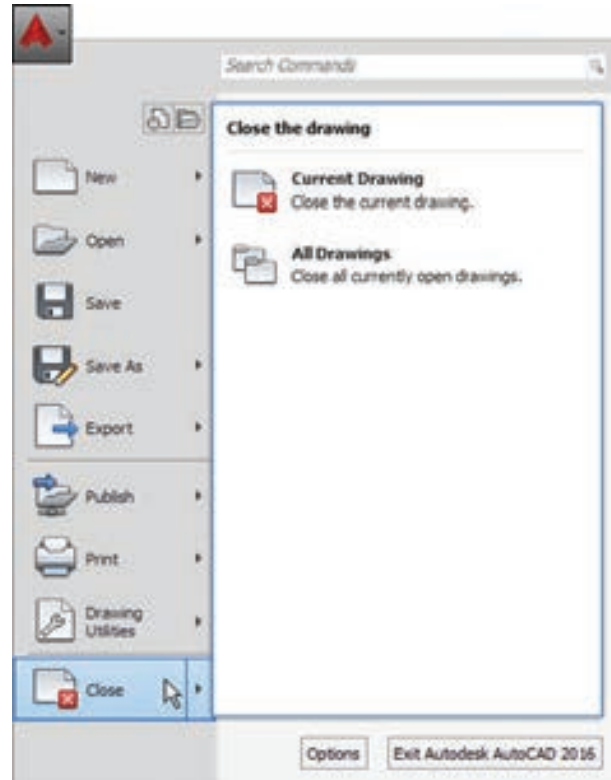 Search Commands
Close the drawing
New
Current Drawing
Close the current drawing.
Open
All Drawings
Close all currently open drawings.
Save
Save As
Export
Publish
Print
Drawing
Utilities
Close
Options
Exit Autodesk AutoCAD 2016